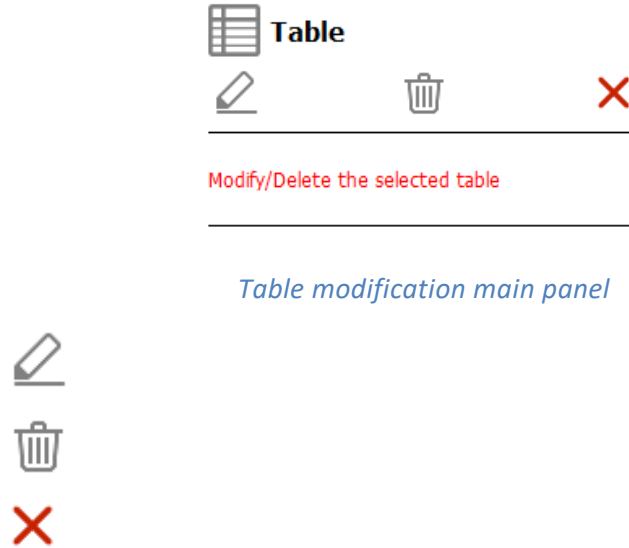 Table
Modify/Delete the selected table
Table modification main panel